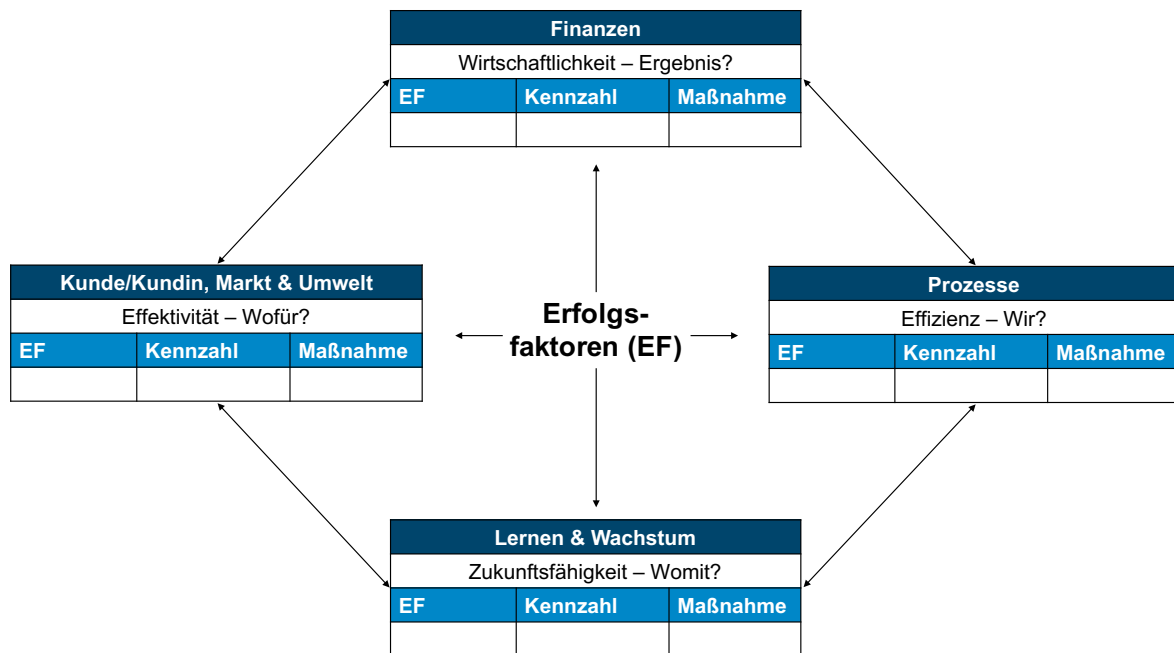 Finanzen
Wirtschaftlichkeit – Ergebnis?
EF Kennzahl Maßnahme
Kunde/Kundin, Markt & Umwelt
Effektivität – Wofür?
EF Kennzahl Maßnahme
Erfolgs-
faktoren (EF)
Prozesse
Effizienz – Wir?
EF Kennzahl Maßnahme
Lernen & Wachstum
Zukunftsfähigkeit – Womit?
EF Kennzahl Maßnahme